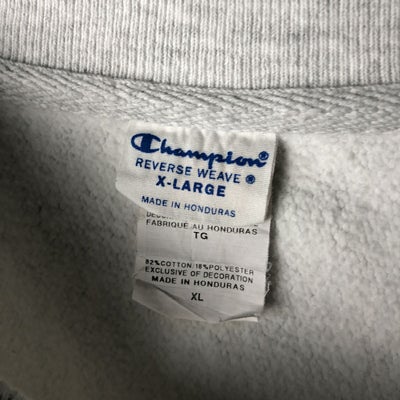 Champion®
REVERSE WEAVE®
X-LARGE
MADE IN HONDURAS
FABRIQUÉ AU HONDURAS
TG
82%COTTON/18%POLYESTER
EXCLUSIVE OF DECORATION
MADE IN HONDURAS
XL